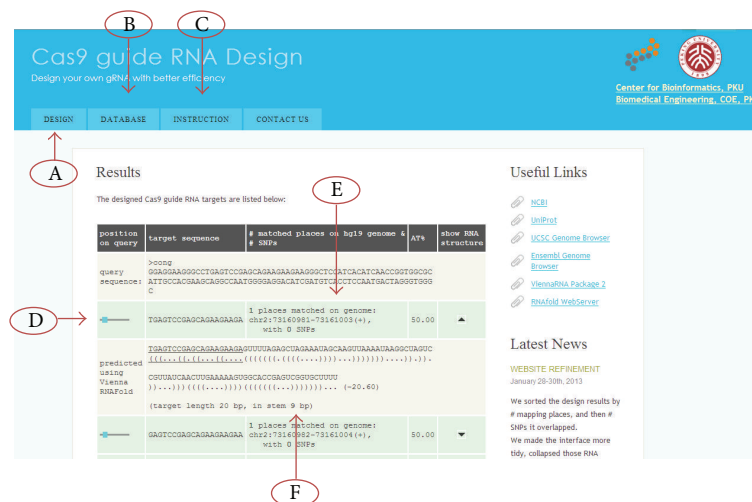 B
C
Cas9 guide RNA Design
Design your own gRNA with better efficiency
PEKING UNIVERSITY
1898
Center for Bioinformatics, PKU
Biomedical Engineering, COE, PK
DESIGN DATABASE INSTRUCTION CONTACT US
A
Results
The designed Cas9 guide RNA targets are listed below:
E
position on query
target sequence
# matched places on hg19 genome & # SNPs
AT%
show RNA structure
query sequence:
>cong
GGAGGAAGGGCCTGAGTCCGAGCAGAAGAAGAAGGGCTCCCATCACATCAACCGGTGGCGC
ATTGCCACGAAGCAGGCCAATGGGGAGGACATCGATGTCACCTCCAATGACTAGGGTGGGC
C
D
TGAGTCCGAGCAGAAGAAGA
1 places matched on genome:
chr2:73160981-73161003(+),
with 0 SNPs
50.00
predicted using Vienna RNAFold
TGAGTCCGAGCAGAAGAAGAGUUUUAGAGCUAGAAAUAGCAAGUUAAAAUAAGGCUAGUC
(((...((.((...((....(((((((.((((....))))...)))))))....)).)).
CGUUAUCAACUUGAAAAAGUGGCACCGAGUCGGUGCUUUU
))...)))((((....))))(((((((...)))))))... (-20.60)
(target length 20 bp, in stem 9 bp)
GAGTCCGAGCAGAAGAAGAA
1 places matched on genome:
chr2:73160982-73161004(+),
with 0 SNPs
50.00
F
Useful Links
NCBI
UniProt
UCSC Genome Browser
Ensembl Genome
Browser
ViennaRNA Package 2
RNAfold WebServer
Latest News
WEBSITE REFINEMENT
January 28-30th, 2013
We sorted the design results by
# mapping places, and then #
SNPs it overlapped.
We made the interface more
tidy, collapsed those RNA